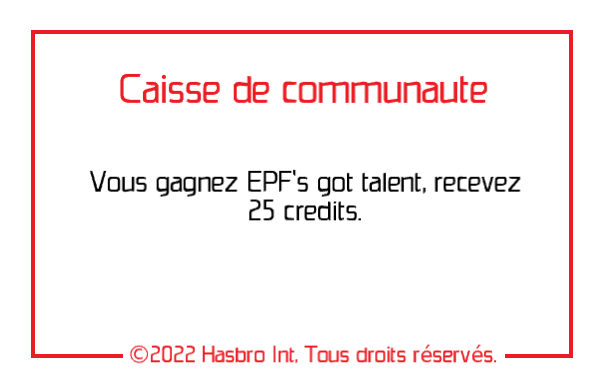 Caisse de communaute
Vous gagnez EPF's got talent, recevez
25 credits.
©2022 Hasbro Int. Tous droits réservés.